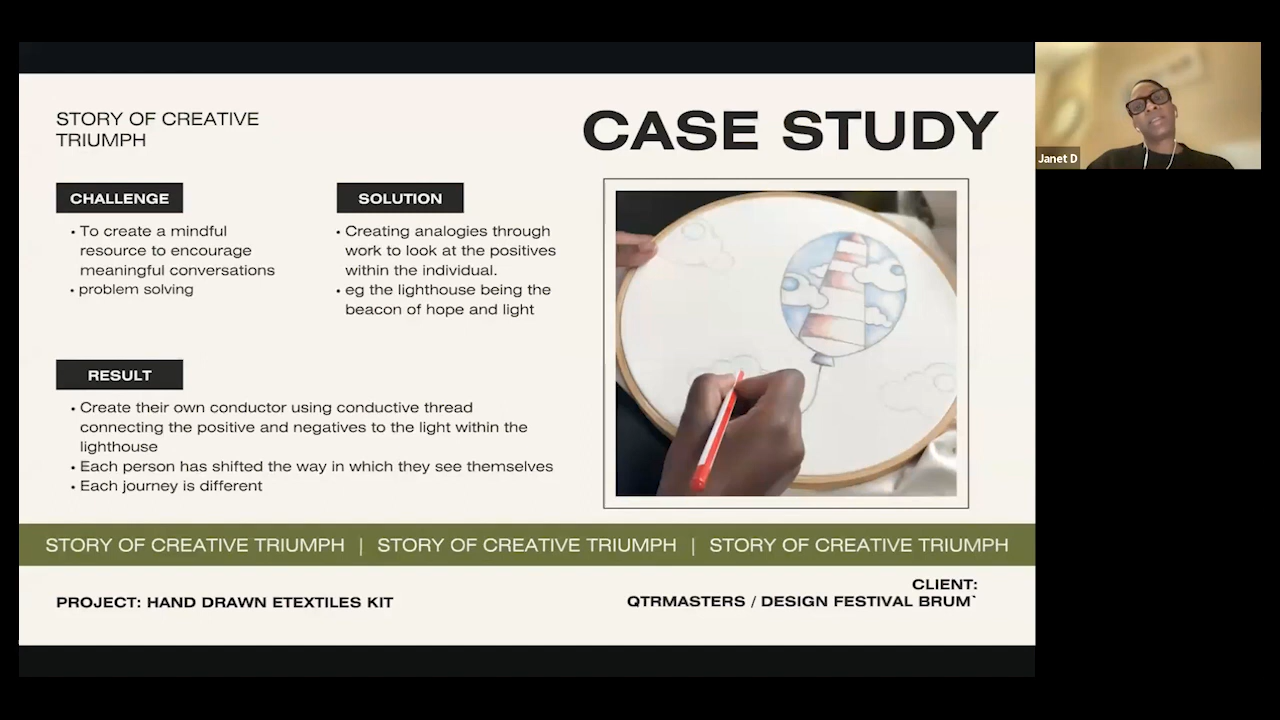 STORY OF CREATIVE
TRIUMPH
CASE STUDY
CHALLENGE
• To create a mindful
resource to encourage
meaningful conversations
• problem solving
SOLUTION
• Creating analogies through
work to look at the positives
within the individual.
• eg the lighthouse being the
beacon of hope and light
RESULT
• Create their own conductor using conductive thread
connecting the positive and negatives to the light within the
lighthouse
• Each person has shifted the way in which they see themselves
• Each journey is different
STORY OF CREATIVE TRIUMPH | STORY OF CREATIVE TRIUMPH | STORY OF CREATIVE TRIUMPH
PROJECT: HAND DRAWN ETEXTILES KIT
CLIENT:
QTRMASTERS / DESIGN FESTIVAL BRUM`
Janet D